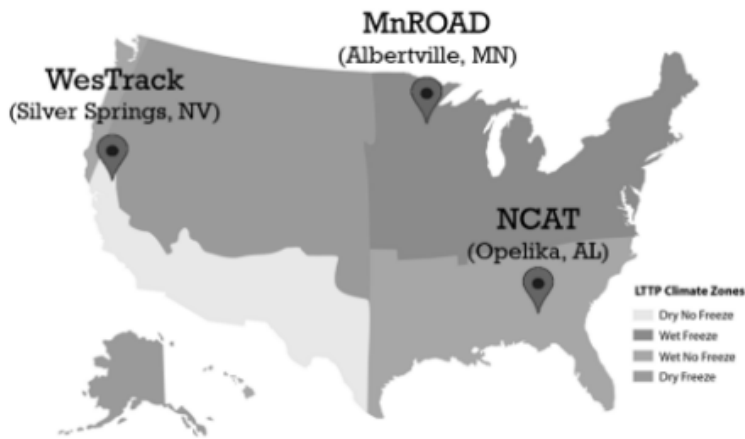 MnROAD
(Albertville, MN)
WesTrack
(Silver Springs, NV)
NCAT
(Opelika, AL)
LTTP Climate Zones
Dry No Freeze
Wet Freeze
Wet No Freeze
Dry Freeze